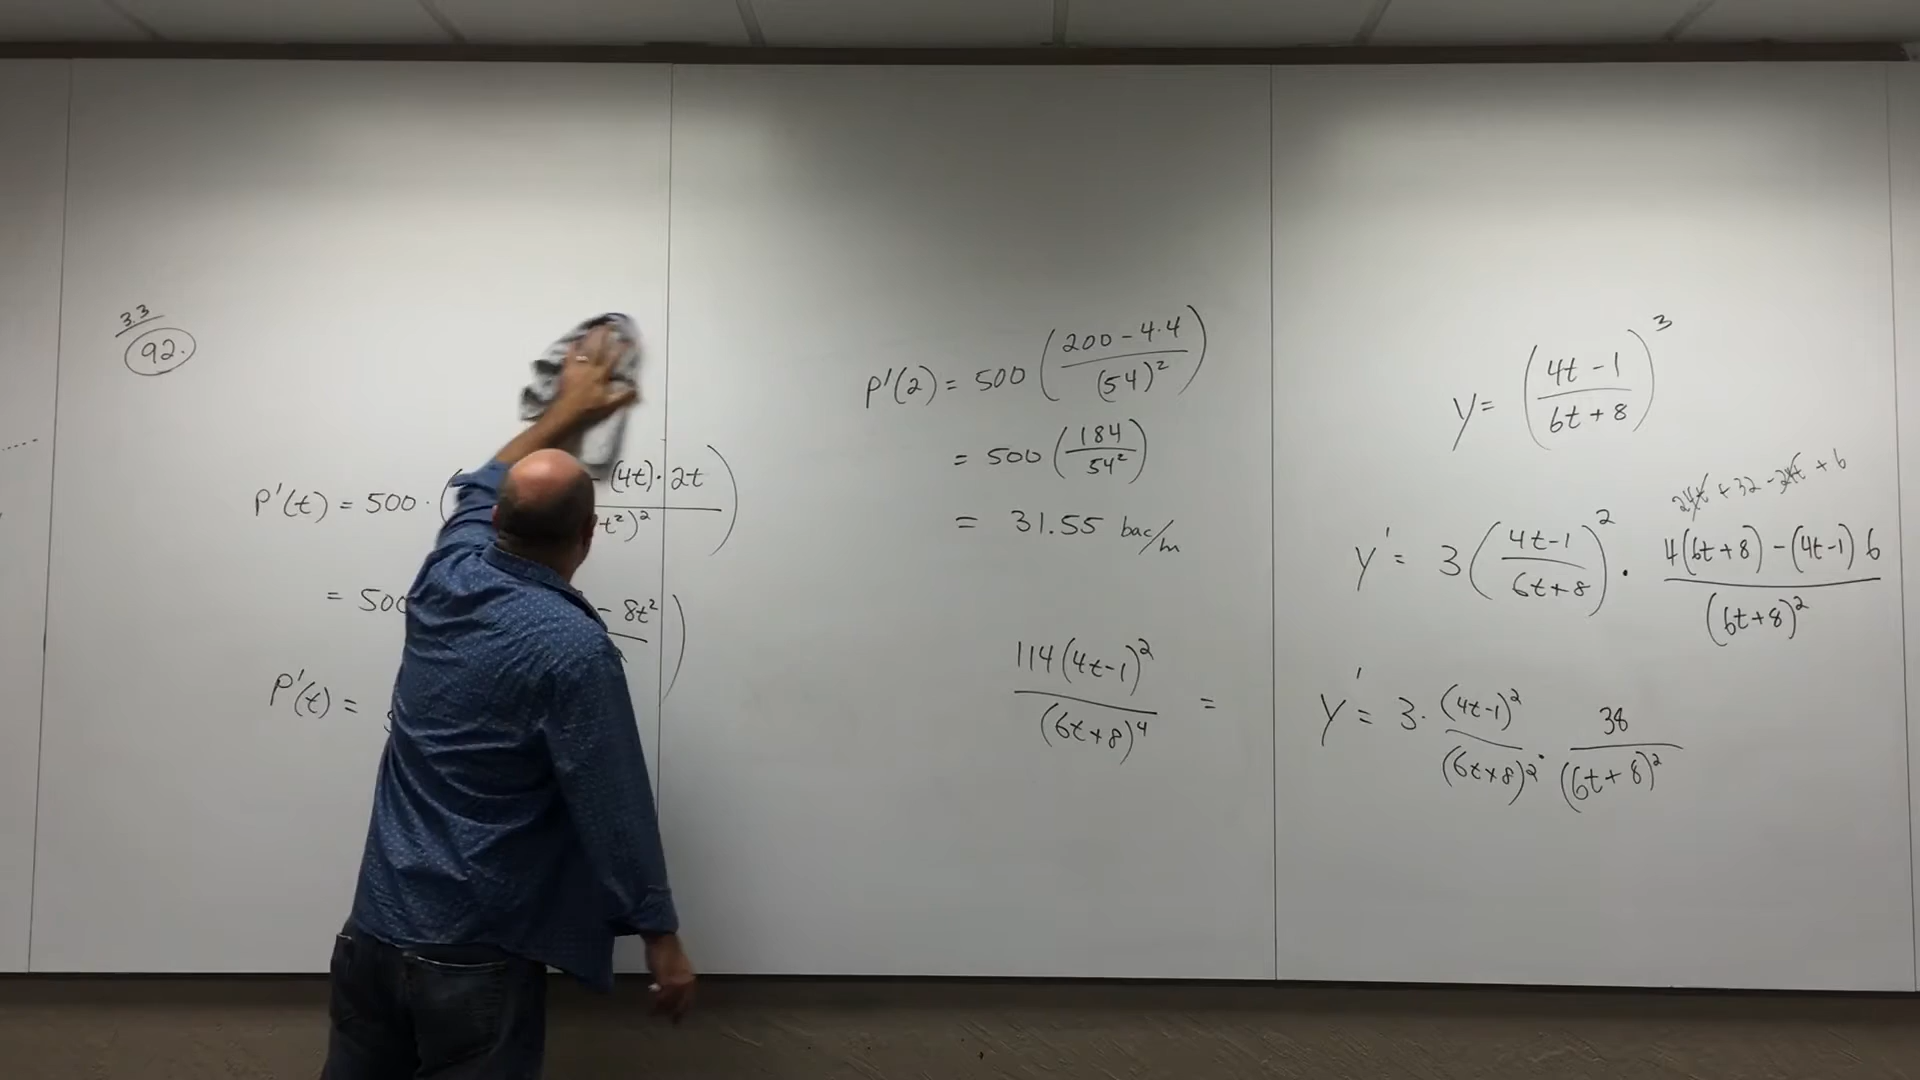 3.3
92.
P'(t) = 500 · ( - (4t)·2t )
t²)²
= 500 - 8t² )
P'(t) =
P'(2) = 500 ( (200 - 4·4) / (54)² )
= 500 ( 184 / 54² )
= 31.55 bac/m
114(4t-1)² / (6t+8)⁴ =
y = ( (4t - 1) / (6t + 8) )³
24t + 32 - 24t + 6
y' = 3 ( (4t-1) / (6t+8) )² · 4(6t+8) - (4t-1) 6 / (6t+8)²
y' = 3 · (4t-1)² / (6t+8)² · 38 / (6t+8)²